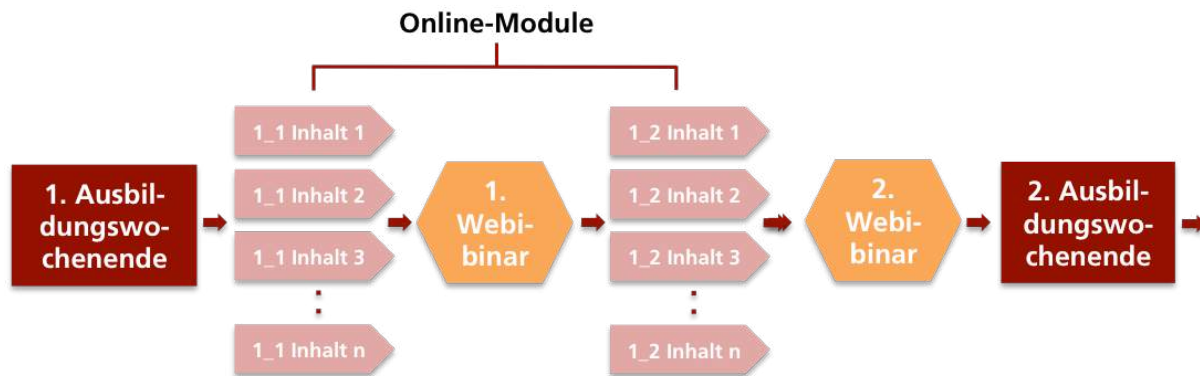 Online-Module
1. Ausbil-
dungswo-
chenende
1_1 Inhalt 1
1_1 Inhalt 2
1_1 Inhalt 3
:
1_1 Inhalt n
1.
Webi-
binar
1_2 Inhalt 1
1_2 Inhalt 2
1_2 Inhalt 3
:
1_2 Inhalt n
2.
Webi-
binar
2. Ausbil-
dungswo-
chenende